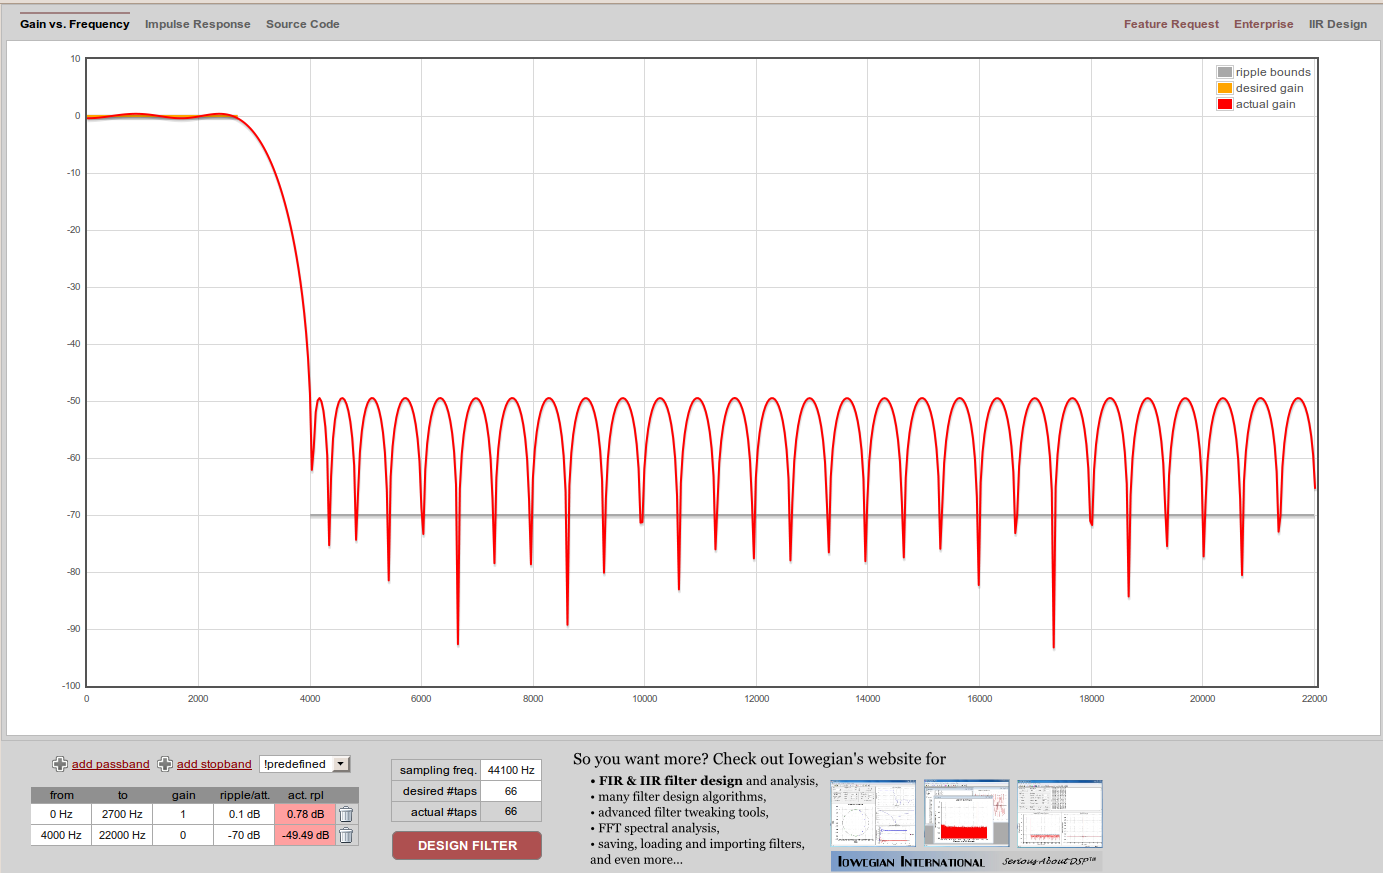 Gain vs. Frequency Impulse Response Source Code Feature Request Enterprise IIR Design
10
0
-10
-20
-30
-40
-50
-60
-70
-80
-90
-100
ripple bounds
desired gain
actual gain
0 2000 4000 6000 8000 10000 12000 14000 16000 18000 20000 22000
add passband add stopband !predefined
from to gain ripple/att. act. rpl
0 Hz 2700 Hz 1 0.1 dB 0.78 dB
4000 Hz 22000 Hz 0 -70 dB -49.49 dB
sampling freq. 44100 Hz
desired #taps 66
actual #taps 66
DESIGN FILTER
So you want more? Check out Iowegian's website for
• FIR & IIR filter design and analysis,
• many filter design algorithms,
• advanced filter tweaking tools,
• FFT spectral analysis,
• saving, loading and importing filters,
and even more...
IOWEGIAN INTERNATIONAL Serious About DSP™